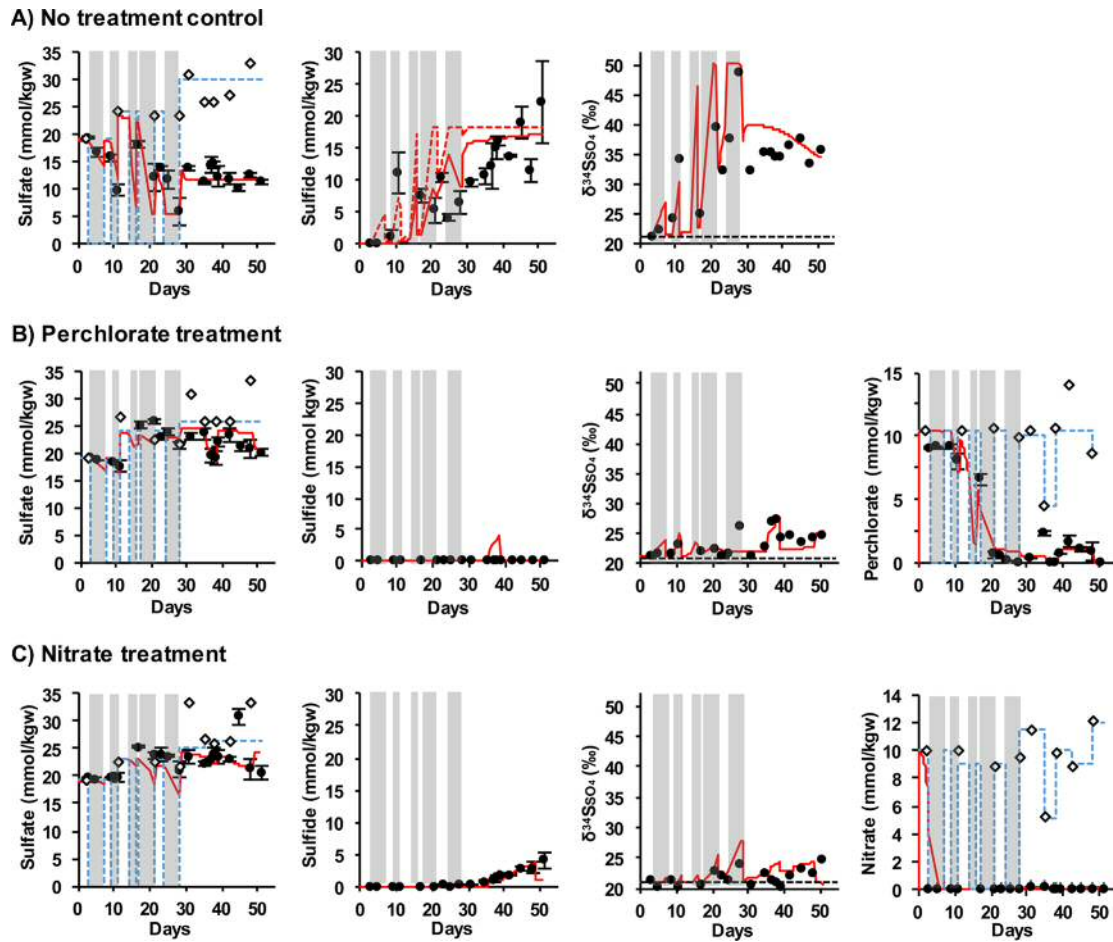 A) No treatment control
Sulfate (mmol/kgw)
35
30
25
20
15
10
5
0
0 10 20 30 40 50
Days
Sulfide (mmol/kgw)
30
25
20
15
10
5
0
0 10 20 30 40 50
Days
δ³⁴Sso₄ (‰)
50
45
40
35
30
25
20
0 10 20 30 40 50
Days
B) Perchlorate treatment
Sulfate (mmol/kgw)
35
30
25
20
15
10
5
0
0 10 20 30 40 50
Days
Sulfide (mmol kgw)
30
25
20
15
10
5
0
0 10 20 30 40 50
Days
δ³⁴Sso₄ (‰)
50
45
40
35
30
25
20
0 10 20 30 40 50
Days
Perchlorate (mmol/kgw)
15
10
5
0
0 10 20 30 40 50
Days
C) Nitrate treatment
Sulfate (mmol/kgw)
35
30
25
20
15
10
5
0
0 10 20 30 40 50
Days
Sulfide (mmol/kgw)
30
25
20
15
10
5
0
0 10 20 30 40 50
Days
δ³⁴Sso₄ (‰)
50
45
40
35
30
25
20
0 10 20 30 40 50
Days
Nitrate (mmol/kgw)
14
12
10
8
6
4
2
0
0 10 20 30 40 50
Days